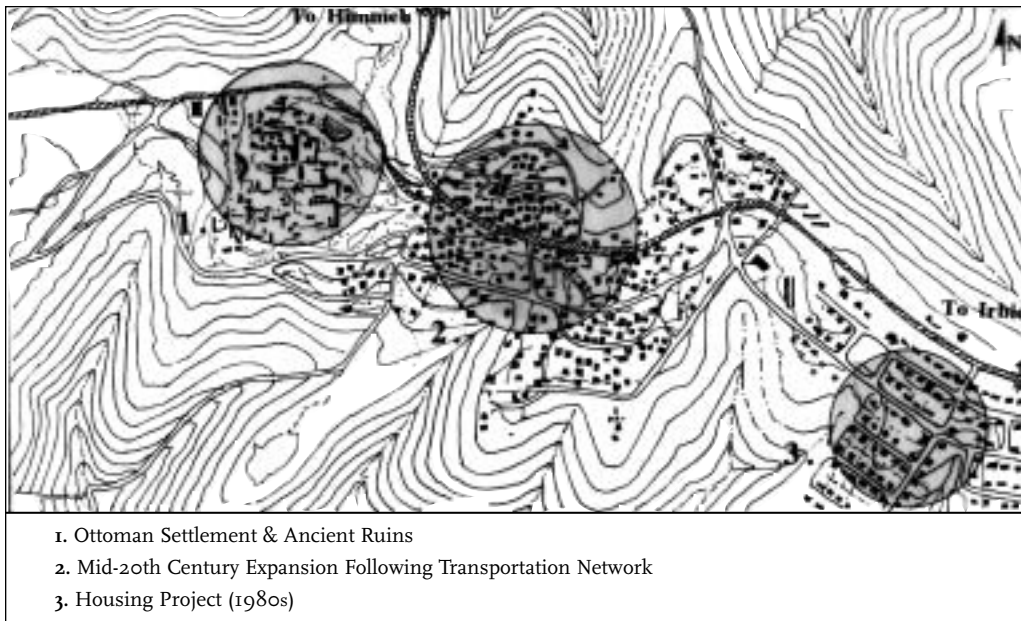 To Himmeh
N
1
2
To Irbid
3
1. Ottoman Settlement & Ancient Ruins
2. Mid-20th Century Expansion Following Transportation Network
3. Housing Project (1980s)